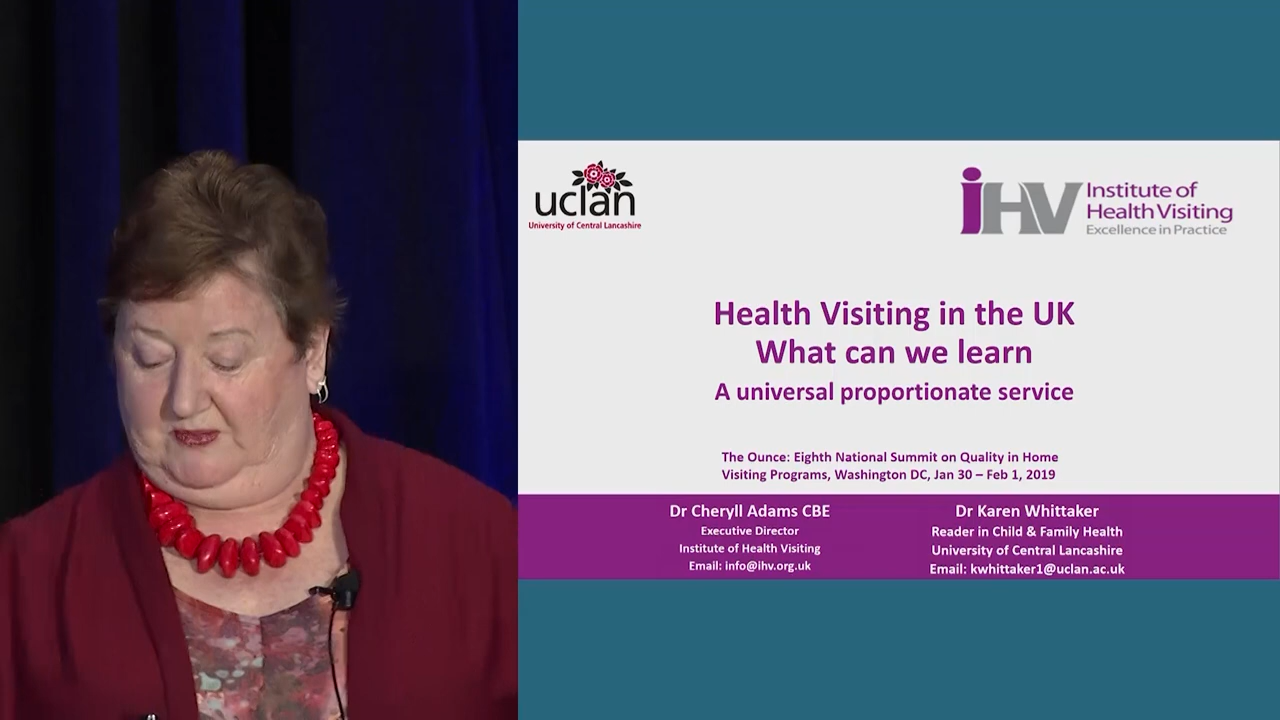 uclan
University of Central Lancashire
iHV
Institute of
Health Visiting
Excellence in Practice
Health Visiting in the UK
What can we learn
A universal proportionate service
The Ounce: Eighth National Summit on Quality in Home
Visiting Programs, Washington DC, Jan 30 – Feb 1, 2019
Dr Cheryll Adams CBE
Executive Director
Institute of Health Visiting
Email: info@ihv.org.uk
Dr Karen Whittaker
Reader in Child & Family Health
University of Central Lancashire
Email: kwhittaker1@uclan.ac.uk